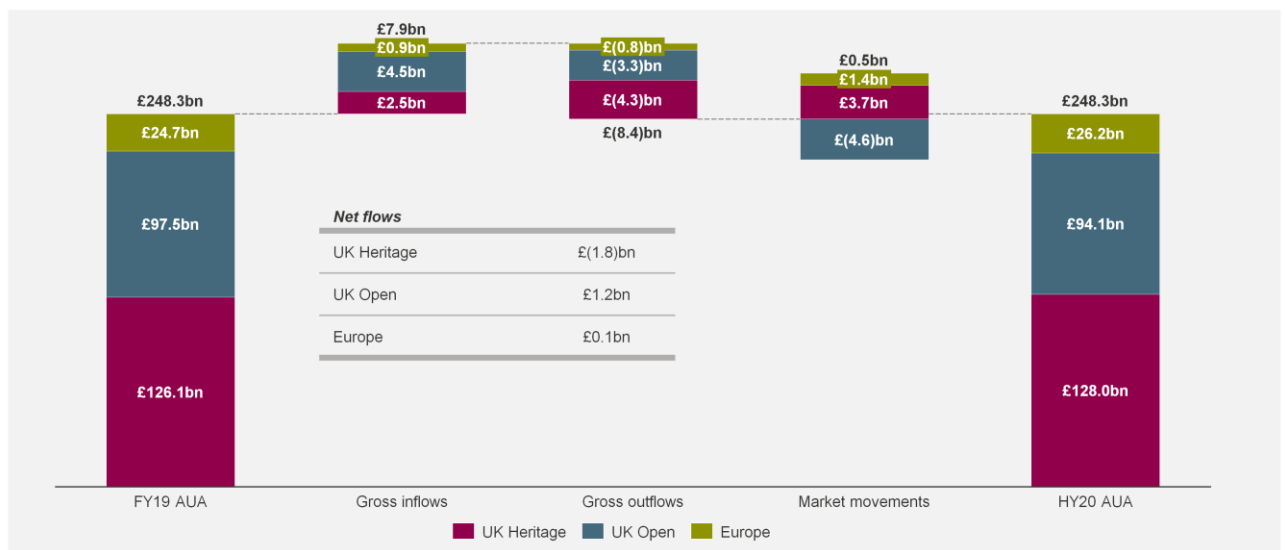 £7.9bn
£0.9bn
£4.5bn
£2.5bn
£(0.8)bn
£(3.3)bn
£(4.3)bn
£(8.4)bn
£0.5bn
£1.4bn
£3.7bn
£(4.6)bn
£248.3bn
£24.7bn
£97.5bn
£126.1bn
£248.3bn
£26.2bn
£94.1bn
£128.0bn
Net flows
UK Heritage £(1.8)bn
UK Open £1.2bn
Europe £0.1bn
FY19 AUA Gross inflows Gross outflows Market movements HY20 AUA
UK Heritage UK Open Europe